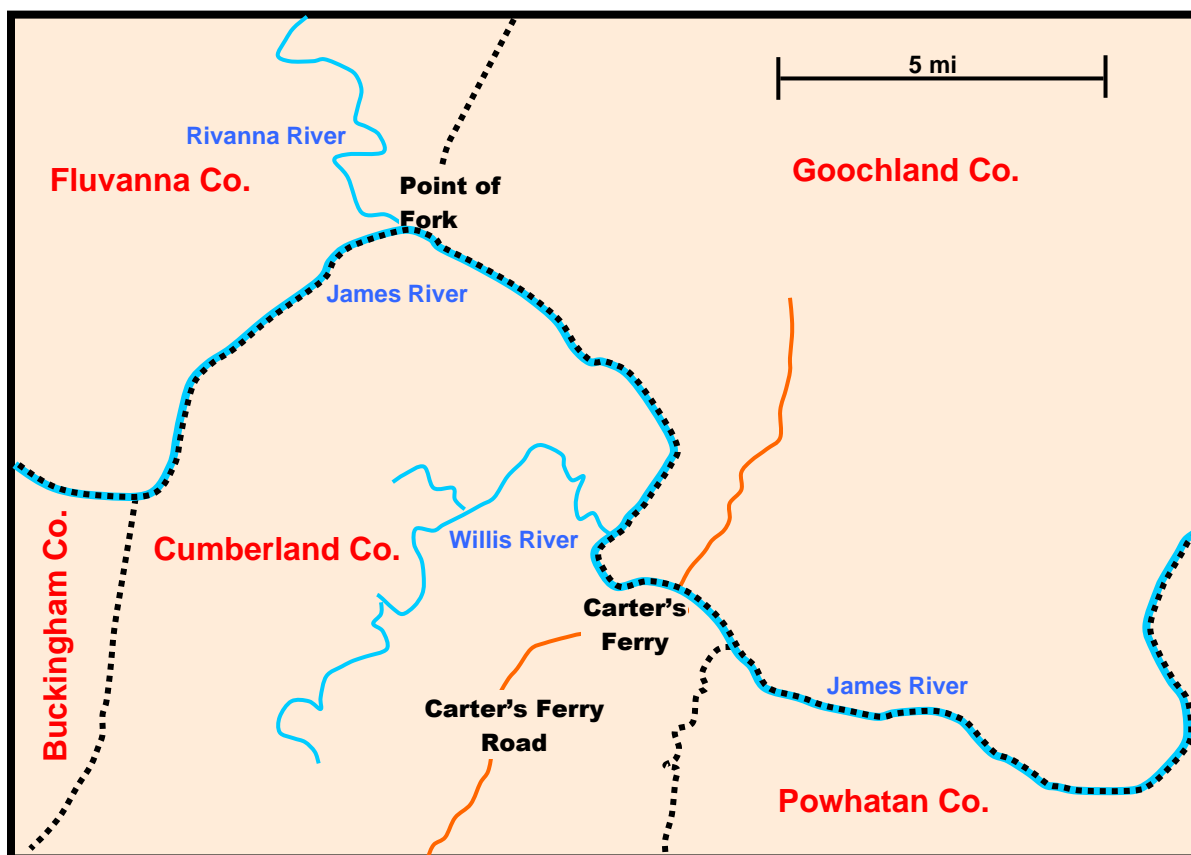 5 mi
Rivanna River
Fluvanna Co.
Goochland Co.
Point of
Fork
James River
Willis River
Cumberland Co.
Buckingham Co.
Carter's
Ferry
James River
Carter's Ferry
Road
Powhatan Co.